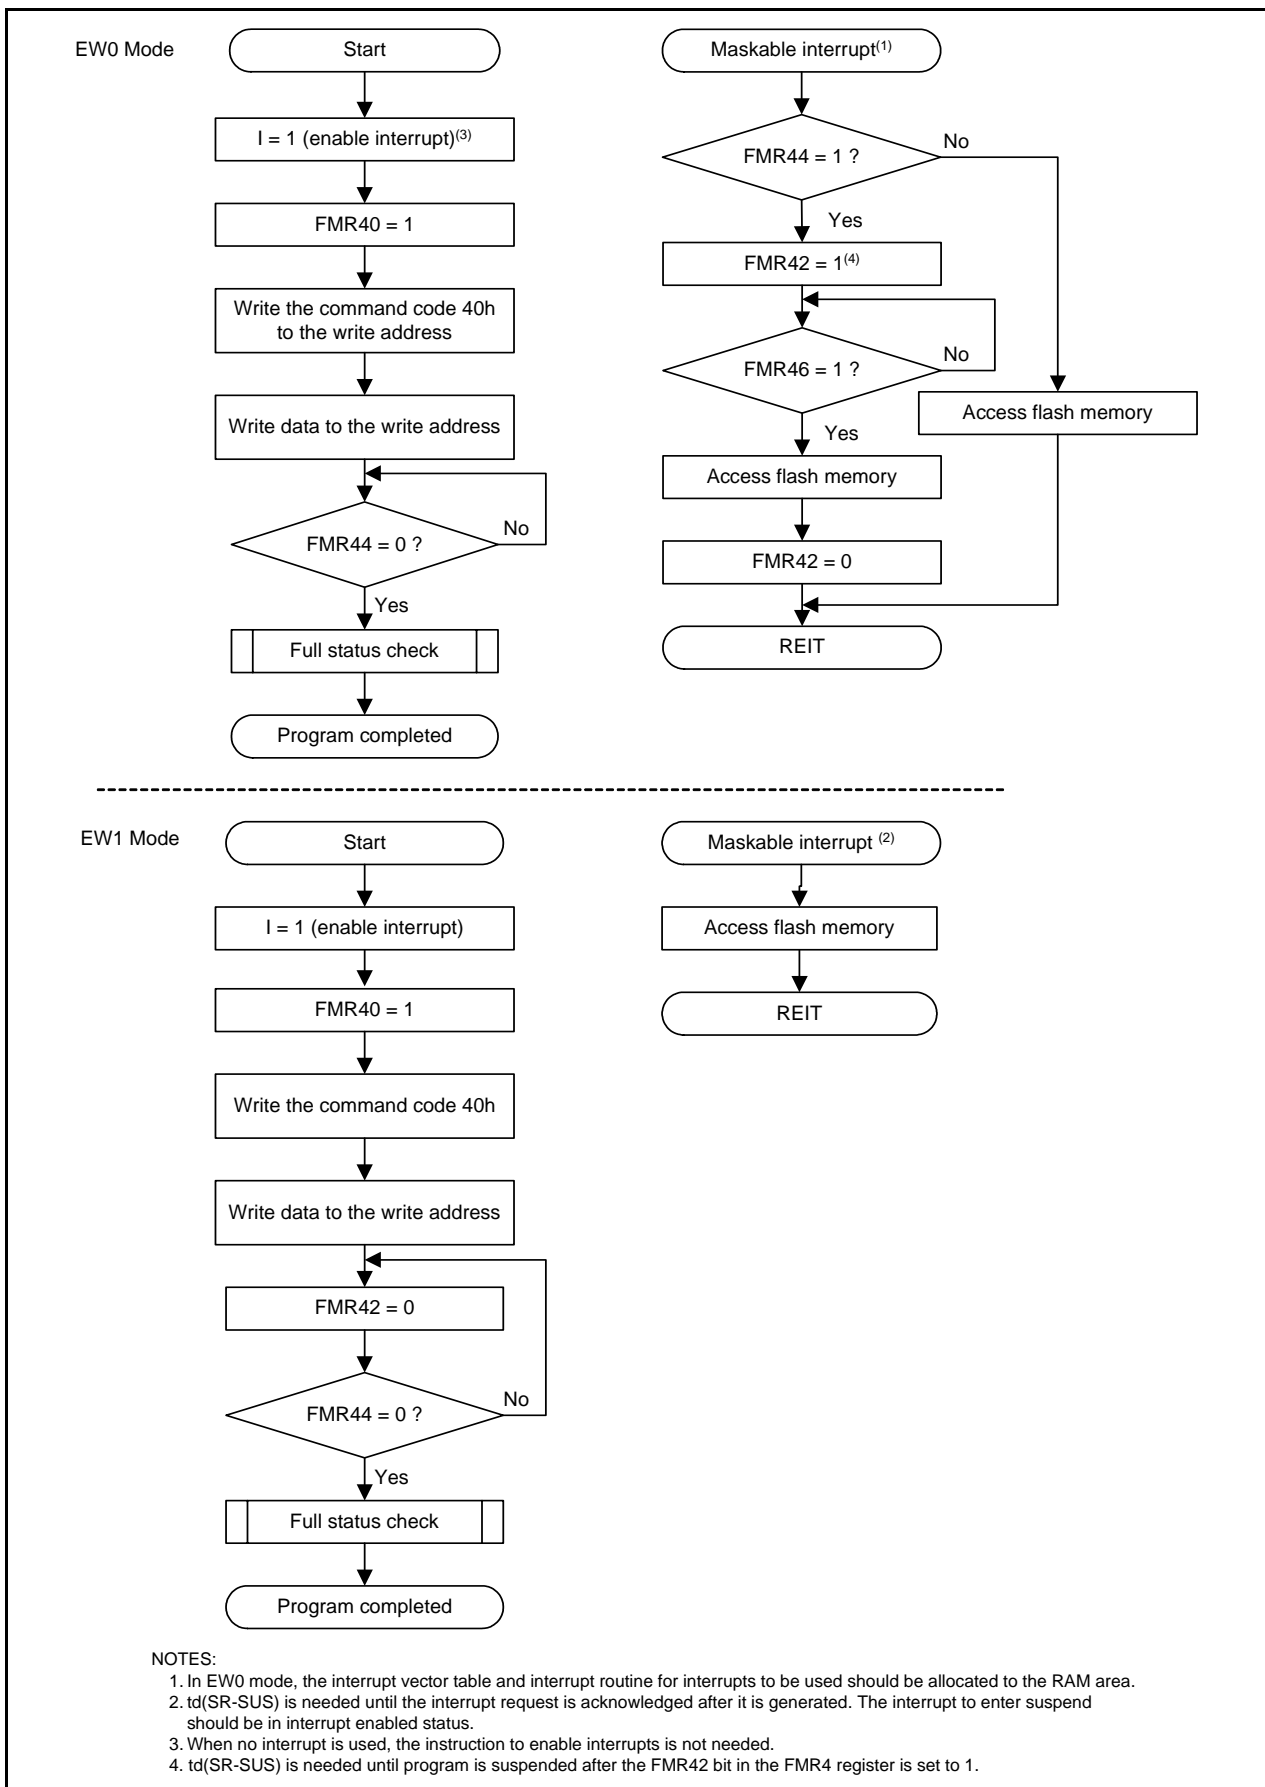 EW0 Mode
Start
I = 1 (enable interrupt)(3)
FMR40 = 1
Write the command code 40h
to the write address
Write data to the write address
FMR44 = 0 ?
No
Yes
Full status check
Program completed
Maskable interrupt(1)
FMR44 = 1 ?
No
Yes
FMR42 = 1(4)
FMR46 = 1 ?
No
Yes
Access flash memory
Access flash memory
FMR42 = 0
REIT
EW1 Mode
Start
I = 1 (enable interrupt)
FMR40 = 1
Write the command code 40h
Write data to the write address
FMR42 = 0
FMR44 = 0 ?
No
Yes
Full status check
Program completed
Maskable interrupt (2)
Access flash memory
REIT
NOTES:
1. In EW0 mode, the interrupt vector table and interrupt routine for interrupts to be used should be allocated to the RAM area.
2. td(SR-SUS) is needed until the interrupt request is acknowledged after it is generated. The interrupt to enter suspend
should be in interrupt enabled status.
3. When no interrupt is used, the instruction to enable interrupts is not needed.
4. td(SR-SUS) is needed until program is suspended after the FMR42 bit in the FMR4 register is set to 1.